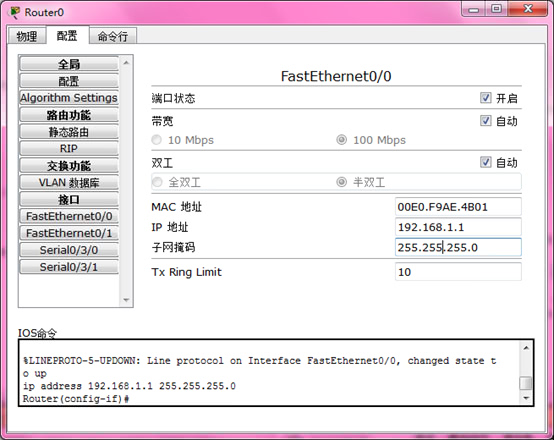 Router0
物理 配置 命令行
全局
配置
Algorithm Settings
路由功能
静态路由
RIP
交换功能
VLAN 数据库
接口
FastEthernet0/0
FastEthernet0/1
Serial0/3/0
Serial0/3/1
FastEthernet0/0
端口状态 开启
带宽 自动
10 Mbps 100 Mbps
双工 自动
全双工 半双工
MAC 地址 00E0.F9AE.4B01
IP 地址 192.168.1.1
子网掩码 255.255.255.0
Tx Ring Limit 10
IOS命令
%LINEPROTO-5-UPDOWN: Line protocol on Interface FastEthernet0/0, changed state t
o up
ip address 192.168.1.1 255.255.255.0
Router(config-if)#